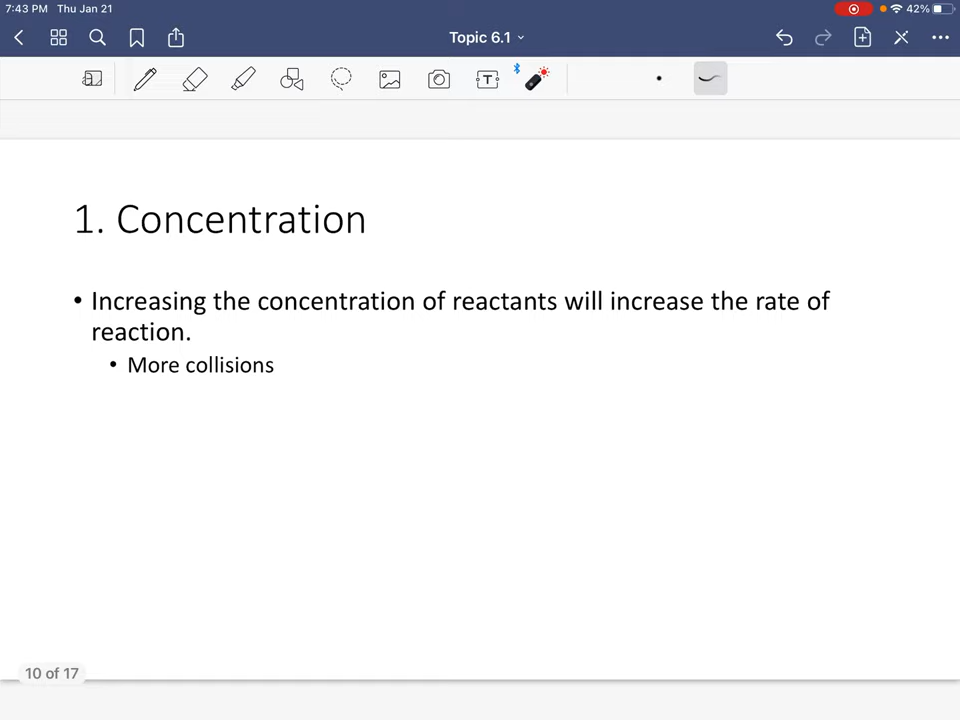 7:43 PM Thu Jan 21
42%
Topic 6.1
T
1. Concentration
• Increasing the concentration of reactants will increase the rate of
reaction.
• More collisions
10 of 17